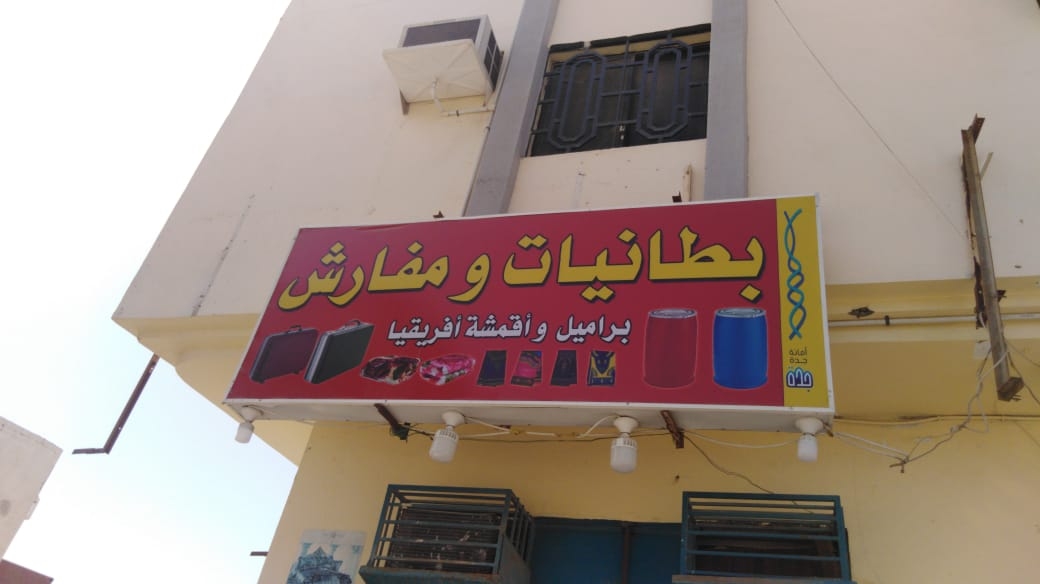 بطانيات و مفارش
براميل و أقمشة أفريقيا
أمانة
جدة
جدة